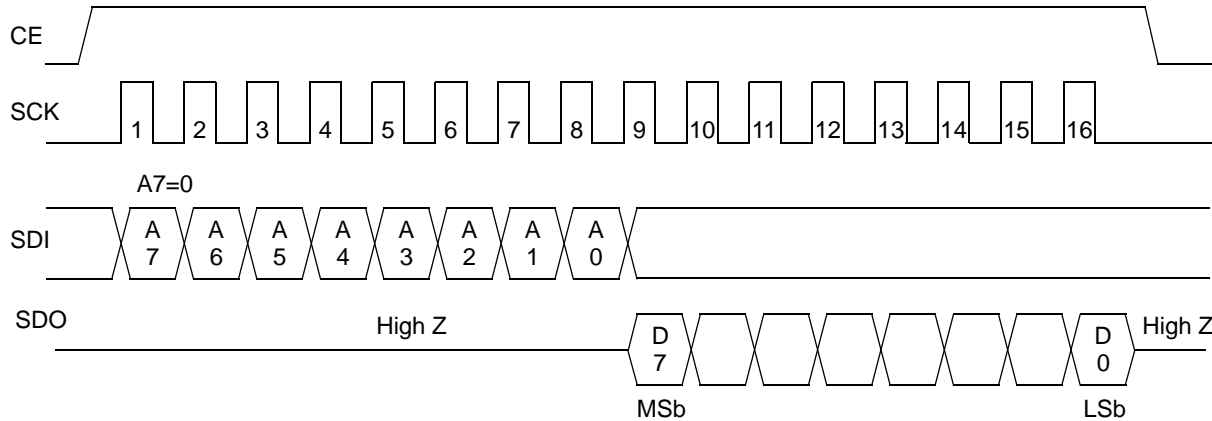 CE
SCK
1 2 3 4 5 6 7 8 9 10 11 12 13 14 15 16
A7=0
SDI
A A A A A A A A
7 6 5 4 3 2 1 0
SDO
High Z
D D
7 0
High Z
MSb LSb